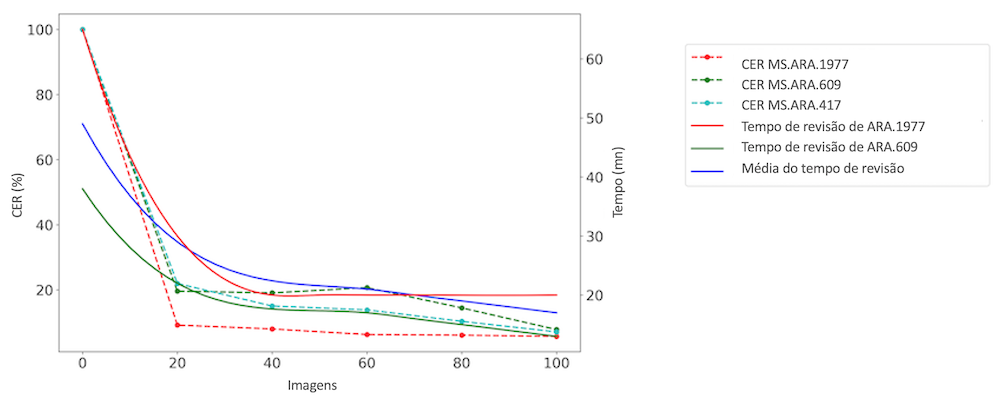 100
80
60
40
20
CER (%)
0
20
40
60
80
100
Imagens
60
50
40
30
20
Tempo (mn)
CER MS.ARA.1977
CER MS.ARA.609
CER MS.ARA.417
Tempo de revisão de ARA.1977
Tempo de revisão de ARA.609
Média do tempo de revisão